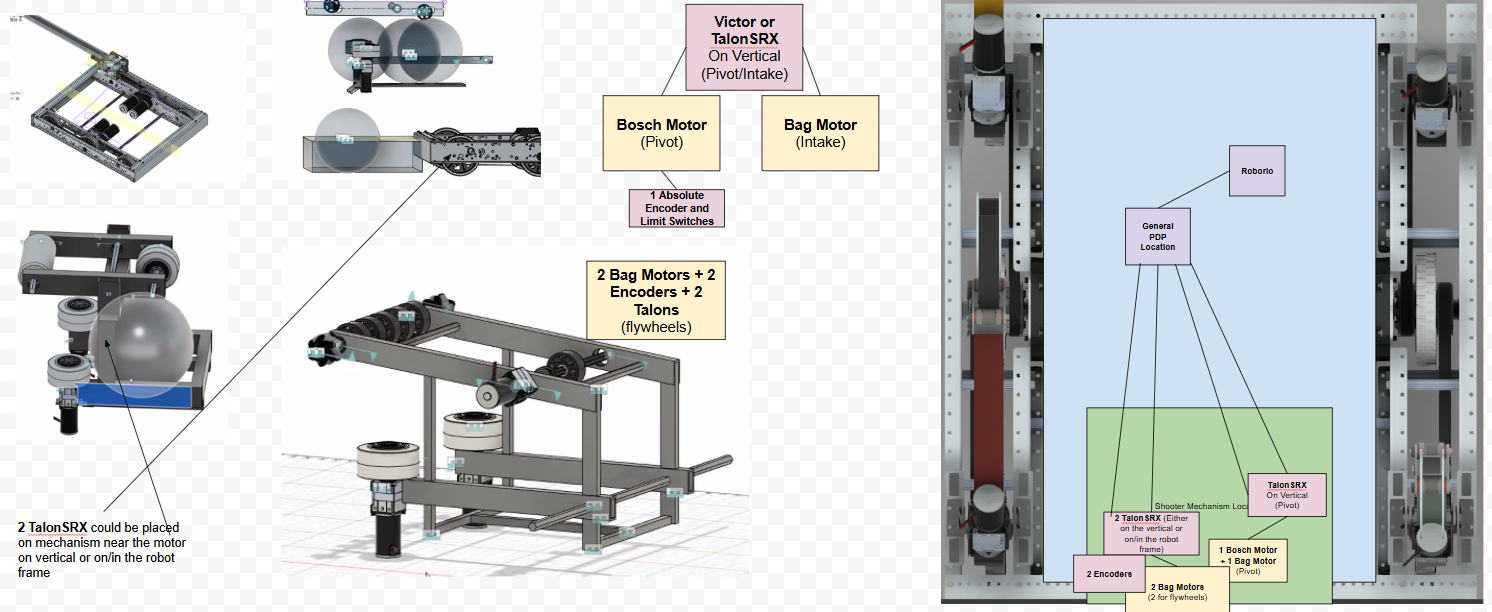 Victor or
TalonSRX
On Vertical
(Pivot/Intake)
Bosch Motor
(Pivot)
Bag Motor
(Intake)
1 Absolute
Encoder and
Limit Switches
2 Bag Motors + 2
Encoders + 2
Talons
(flywheels)
2 TalonSRX could be placed
on mechanism near the motor
on vertical or on/in the robot
frame
Roborio
General
PDP
Location
TalonSRX
On Vertical
(Pivot)
Shooter Mechanism
2 TalonSRX (Either
on the vertical or
on/in the robot
frame)
1 Bosch Motor
+ 1 Bag Motor
(Pivot)
2 Encoders
2 Bag Motors
(2 for flywheels)